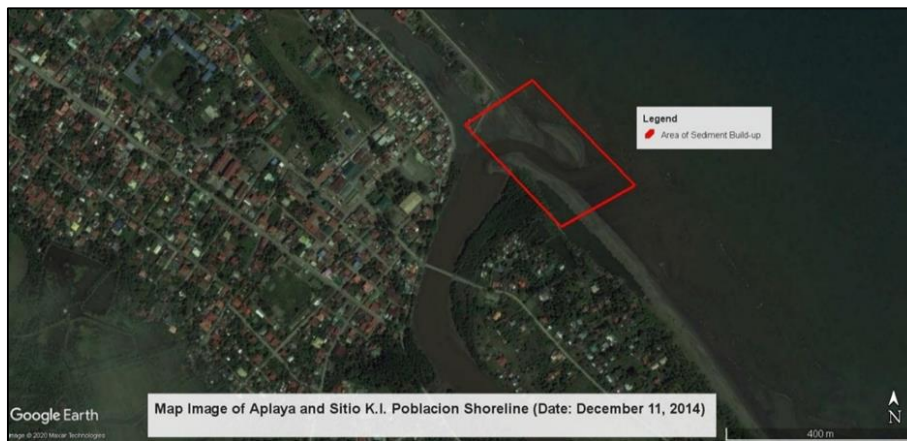 Legend
Area of Sediment Build-up
Map Image of Aplaya and Sitio K.I. Poblacion Shoreline (Date: December 11, 2014)
Google Earth
Image © 2020 Maxar Technologies
N
400 m